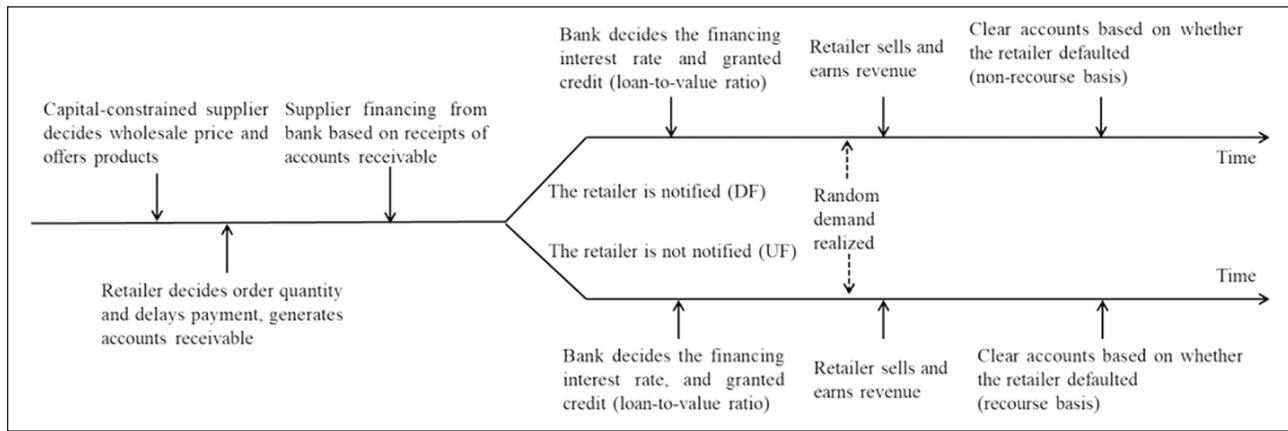 Bank decides the financing
interest rate and granted
credit (loan-to-value ratio)
Retailer sells and
earns revenue
Clear accounts based on whether
the retailer defaulted
(non-recourse basis)
Capital-constrained supplier
decides wholesale price and
offers products
Supplier financing from
bank based on receipts of
accounts receivable
Time
The retailer is notified (DF)
Random
demand
realized
The retailer is not notified (UF)
Time
Retailer decides order quantity
and delays payment, generates
accounts receivable
Bank decides the financing
interest rate, and granted
credit (loan-to-value ratio)
Retailer sells and
earns revenue
Clear accounts based on whether
the retailer defaulted
(recourse basis)